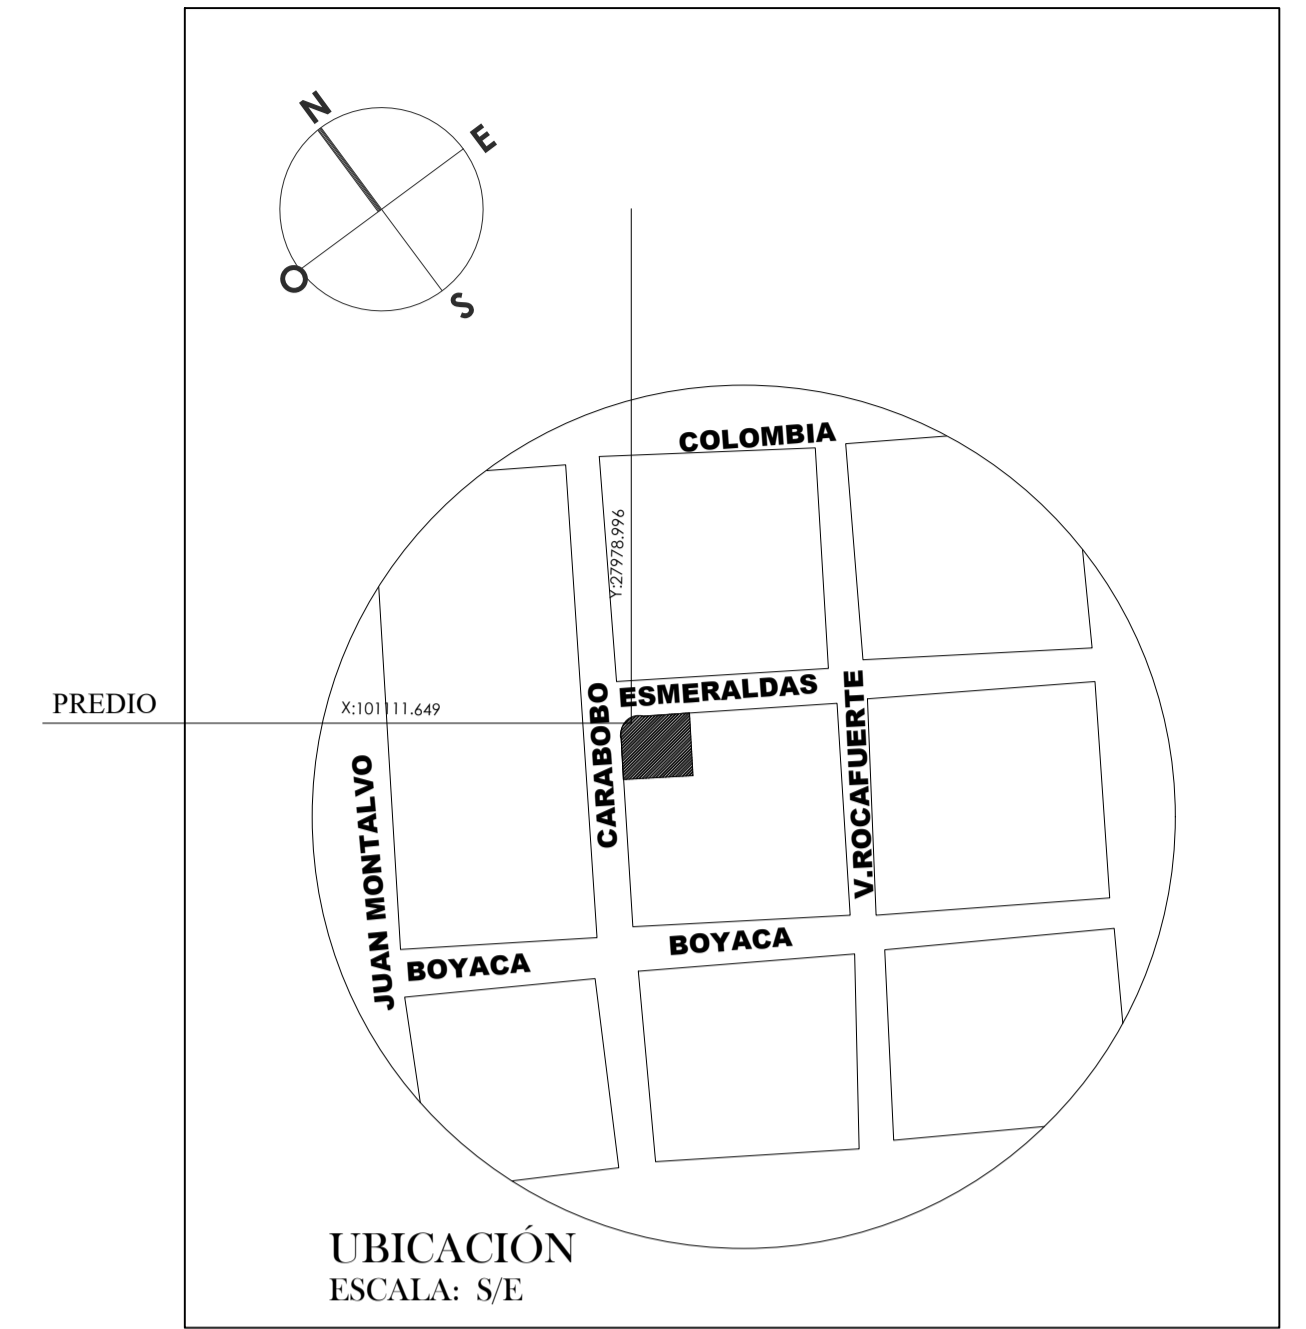 N
E
O
S
COLOMBIA
Y:27978.996
ESMERALDAS
PREDIO
X:101111.649
CARABOBO
V.ROCAFUERTE
JUAN MONTALVO
BOYACA
BOYACA
UBICACIÓN
ESCALA: S/E